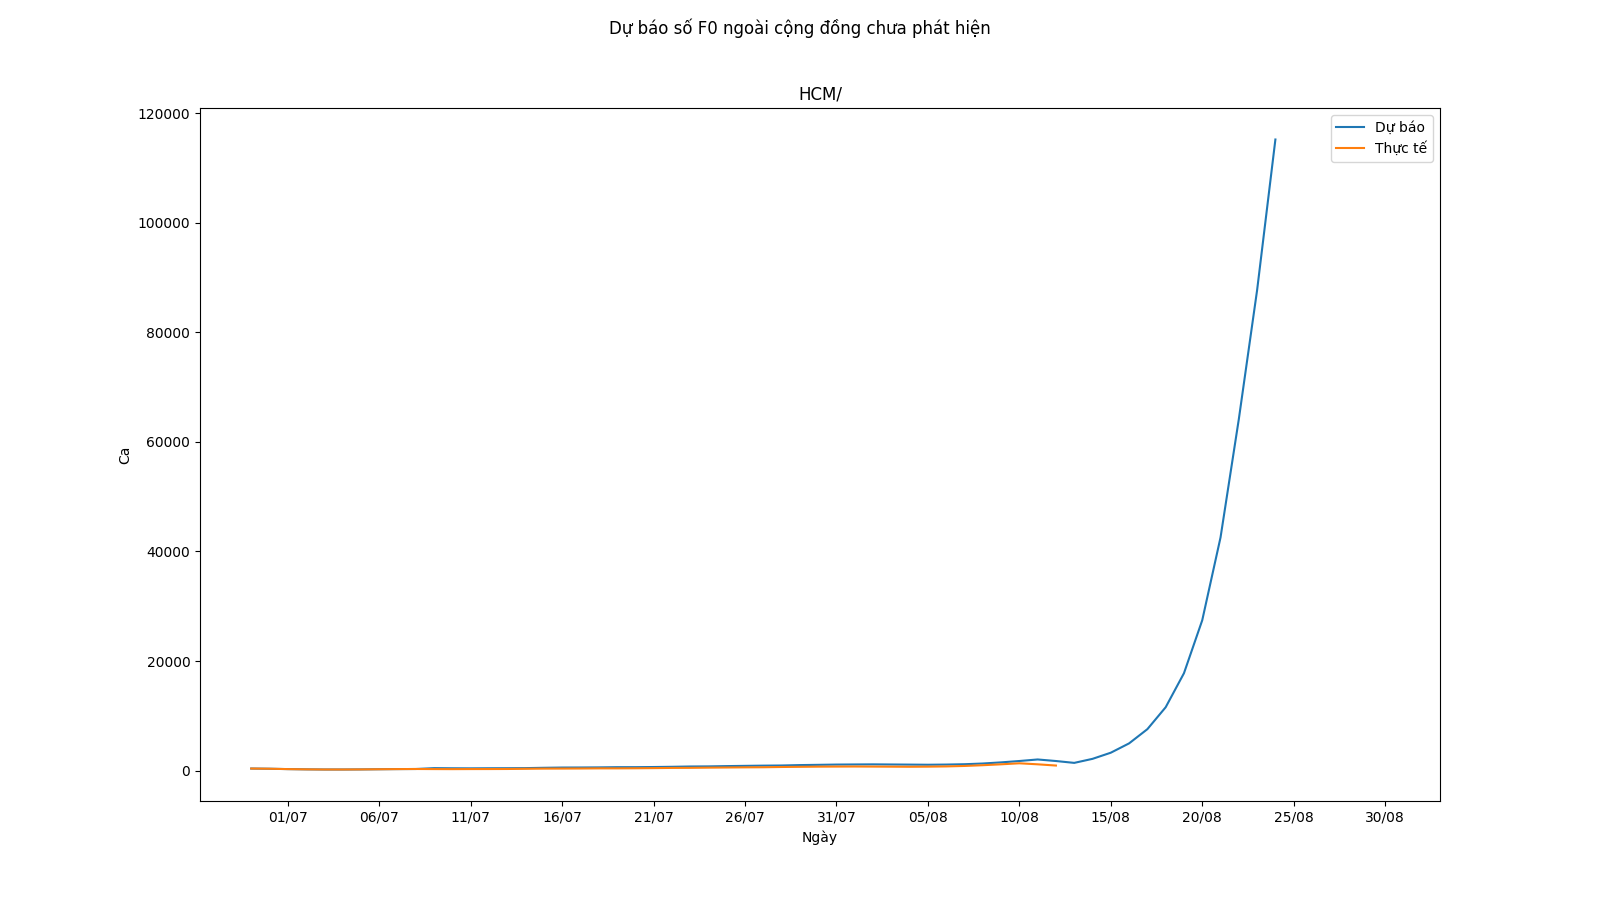 Dự báo số F0 ngoài cộng đồng chưa phát hiện
HCM/
120000
100000
80000
60000
40000
20000
0
Ca
Dự báo
Thực tế
01/07 06/07 11/07 16/07 21/07 26/07 31/07 05/08 10/08 15/08 20/08 25/08 30/08
Ngày